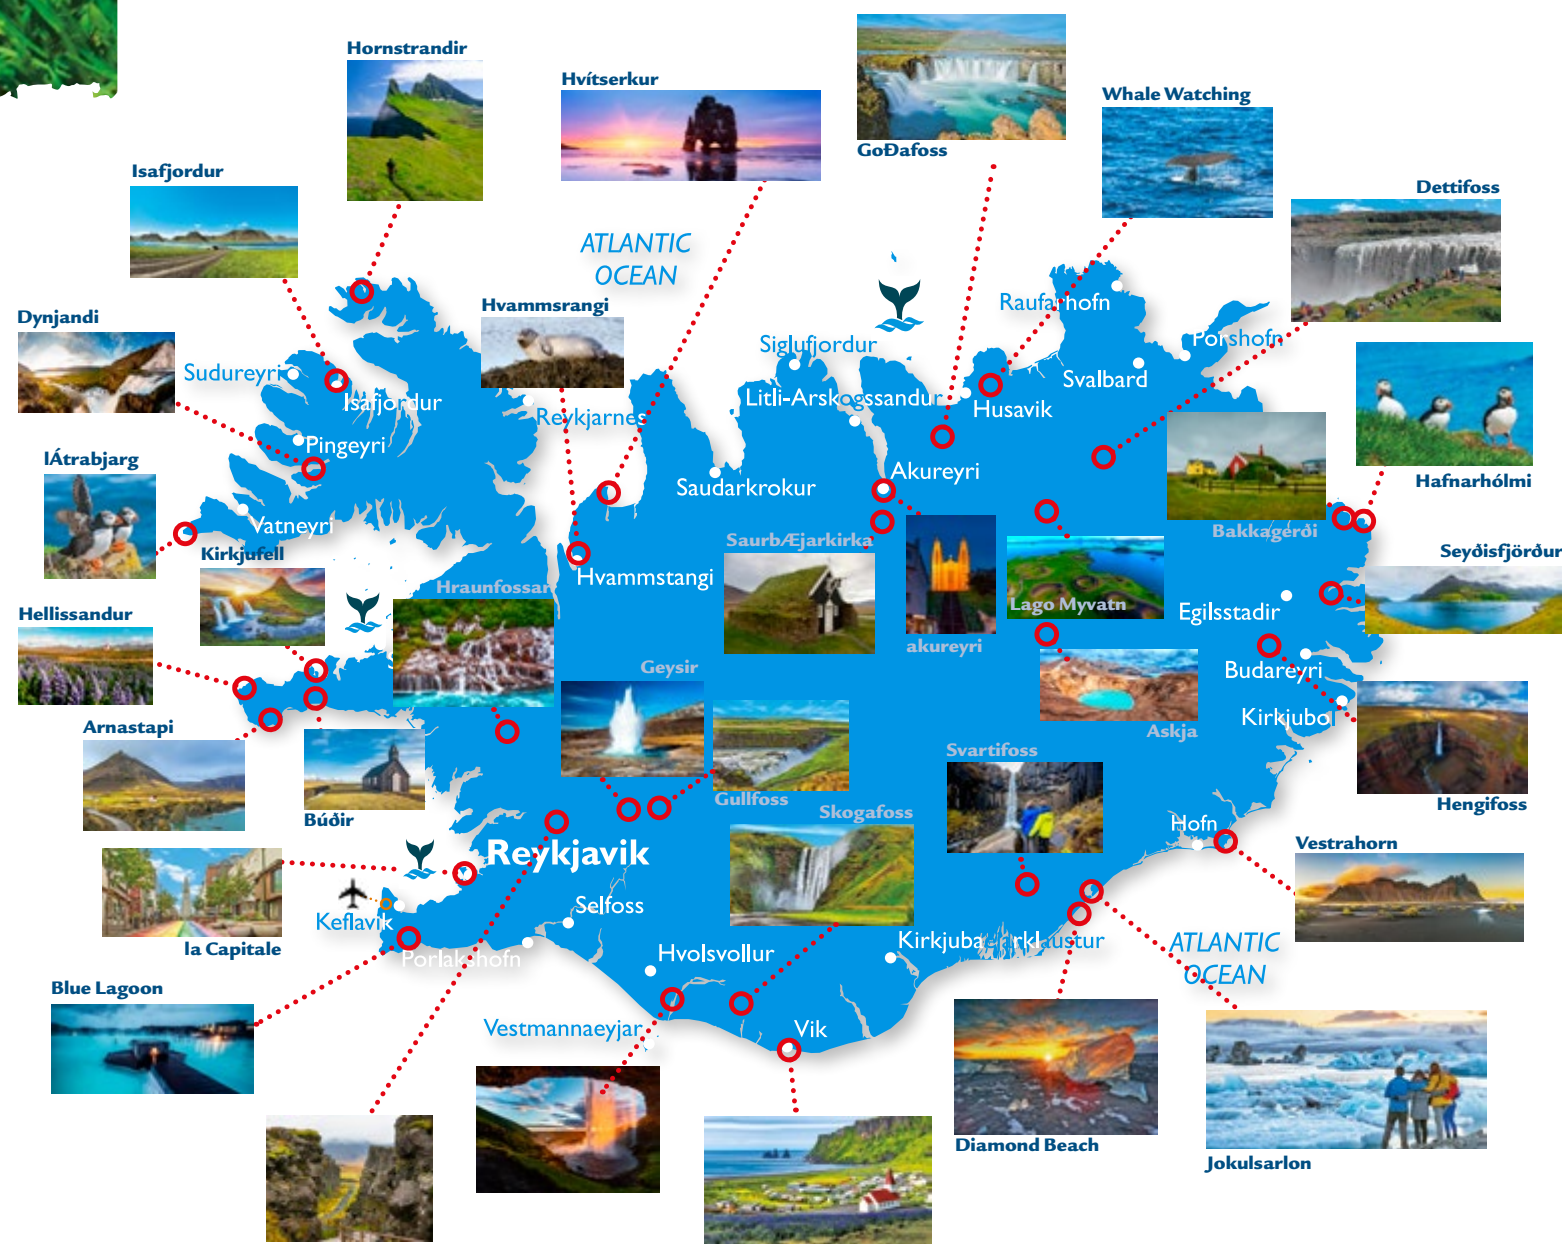 Hornstrandir
Hvítserkur
GoĐafoss
Whale Watching
Isafjordur
Dettifoss
ATLANTIC
OCEAN
Hvammsrangi
Raufarhofn
Dynjandi
Siglufjordur
Porshofn
Sudureyri
Svalbard
Isafjordur
Litli-Arskogssandur
Husavik
Reykjarnes
Pingeyri
lÁtrabjarg
Akureyri
Saudarkrokur
Hafnarhólmi
Vatneyri
Bakkagerði
SaurbÆjarkirka
Kirkjufell
Seyðisfjörður
Hvammstangi
Hraunfossar
Lago Myvatn
Egilsstadir
Hellissandur
akureyri
Geysir
Budareyri
Kirkjubol
Arnastapi
Askja
Svartifoss
Gullfoss
Hengifoss
Búðir
Skogafoss
Hofn
Vestrahorn
Reykjavik
Selfoss
Keflavik
Kirkjubaejarklaustur
la Capitale
Porlakshofn
Hvolsvollur
ATLANTIC
OCEAN
Blue Lagoon
Vestmannaeyjar
Vik
Diamond Beach
Jokulsarlon